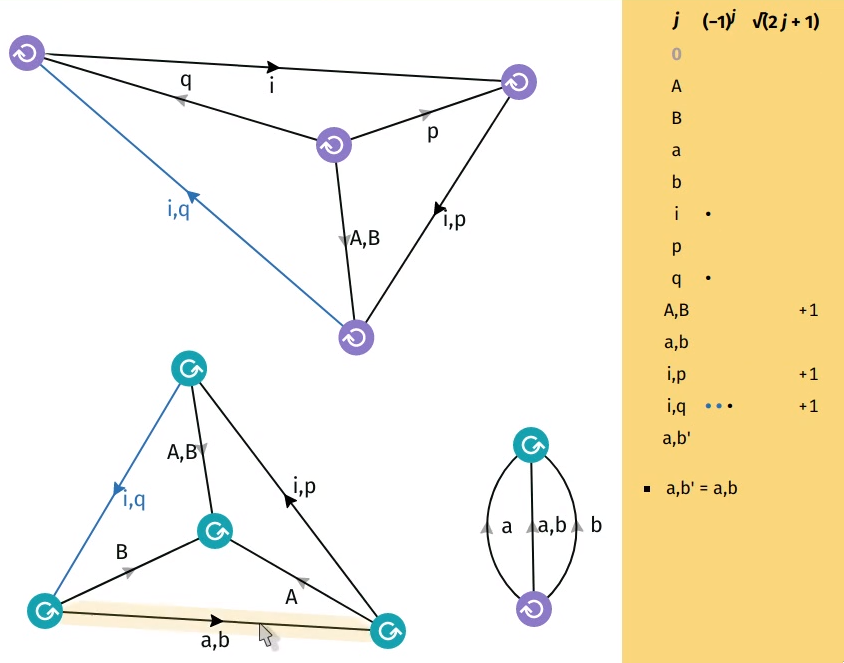 q
i
p
i,q
A,B
i,p
A,B
i,q
i,p
B
A
a,b
a
a,b
b
j (−1)ʲ √(2 j + 1)
0
A
B
a
b
i •
p
q •
A,B +1
a,b
i,p +1
i,q • • • +1
a,b'
▪ a,b' = a,b